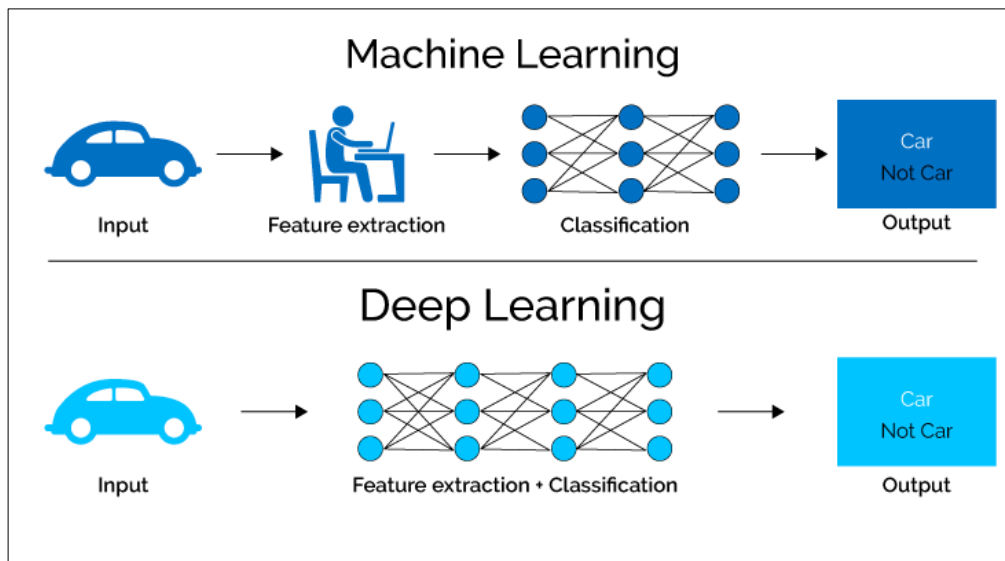 Machine Learning
Car
Not Car
Input
Feature extraction
Classification
Output
Deep Learning
Car
Not Car
Input
Feature extraction + Classification
Output